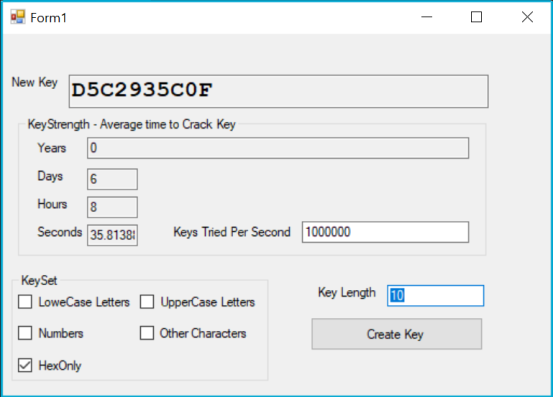 Form1
New Key D5C2935C0F
KeyStrength - Average time to Crack Key
Years 0
Days 6
Hours 8
Seconds 35.8138 Keys Tried Per Second 1000000
KeySet
LoweCase Letters UpperCase Letters
Numbers Other Characters
HexOnly
Key Length 10
Create Key